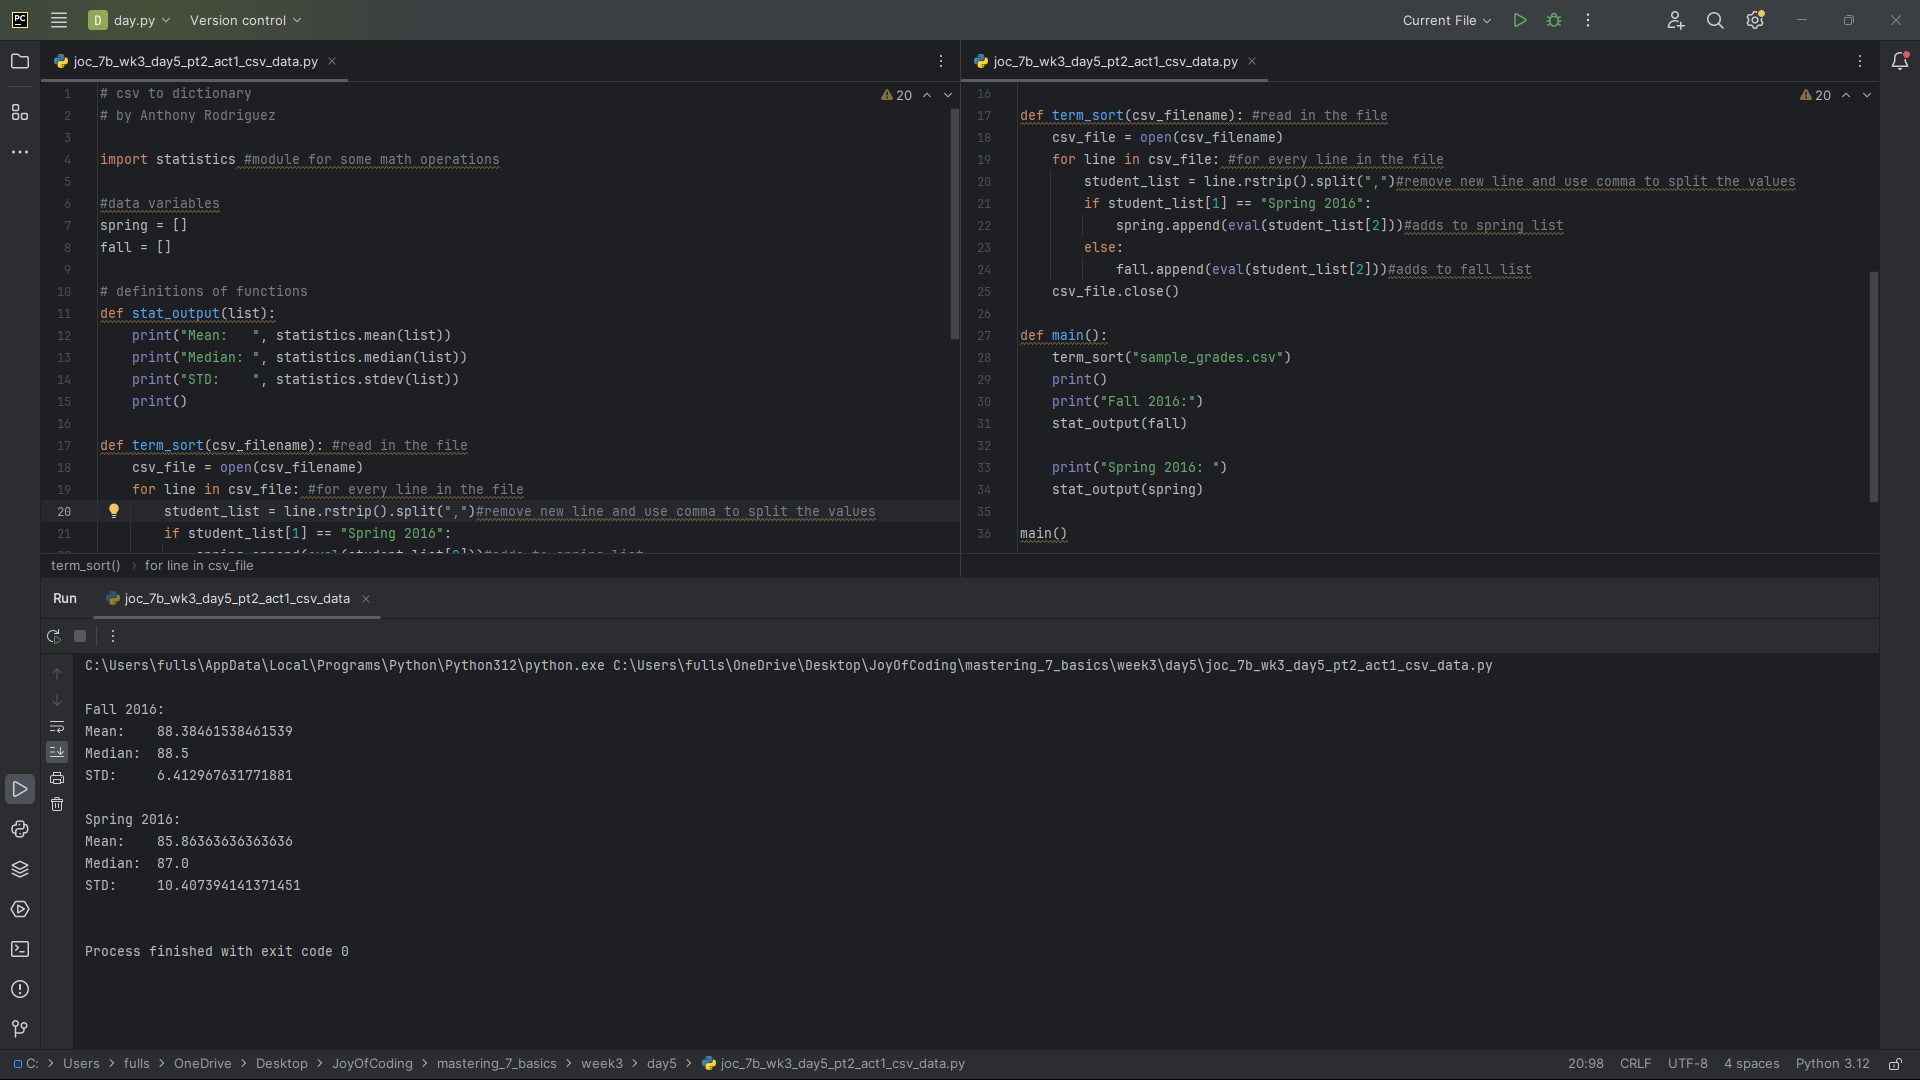 PC D day.py Version control Current File
joc_7b_wk3_day5_pt2_act1_csv_data.py
20
1 # csv to dictionary
2 # by Anthony Rodriguez
3
4 import statistics #module for some math operations
5
6 #data variables
7 spring = []
8 fall = []
9
10 # definitions of functions
11 def stat_output(list):
12     print("Mean:   ", statistics.mean(list))
13     print("Median: ", statistics.median(list))
14     print("STD:    ", statistics.stdev(list))
15     print()
16
17 def term_sort(csv_filename): #read in the file
18     csv_file = open(csv_filename)
19     for line in csv_file: #for every line in the file
20         student_list = line.rstrip().split(",")#remove new line and use comma to split the values
21         if student_list[1] == "Spring 2016":
term_sort() › for line in csv_file
joc_7b_wk3_day5_pt2_act1_csv_data.py
20
16
17 def term_sort(csv_filename): #read in the file
18     csv_file = open(csv_filename)
19     for line in csv_file: #for every line in the file
20         student_list = line.rstrip().split(",")#remove new line and use comma to split the values
21         if student_list[1] == "Spring 2016":
22             spring.append(eval(student_list[2]))#adds to spring list
23         else:
24             fall.append(eval(student_list[2]))#adds to fall list
25     csv_file.close()
26
27 def main():
28     term_sort("sample_grades.csv")
29     print()
30     print("Fall 2016:")
31     stat_output(fall)
32
33     print("Spring 2016: ")
34     stat_output(spring)
35
36 main()
Run joc_7b_wk3_day5_pt2_act1_csv_data
C:\Users\fulls\AppData\Local\Programs\Python\Python312\python.exe C:\Users\fulls\OneDrive\Desktop\JoyOfCoding\mastering_7_basics\week3\day5\joc_7b_wk3_day5_pt2_act1_csv_data.py
Fall 2016:
Mean:    88.38461538461539
Median:  88.5
STD:     6.412967631771881
Spring 2016:
Mean:    85.86363636363636
Median:  87.0
STD:     10.407394141371451
Process finished with exit code 0
C: › Users › fulls › OneDrive › Desktop › JoyOfCoding › mastering_7_basics › week3 › day5 › joc_7b_wk3_day5_pt2_act1_csv_data.py 20:98 CRLF UTF-8 4 spaces Python 3.12